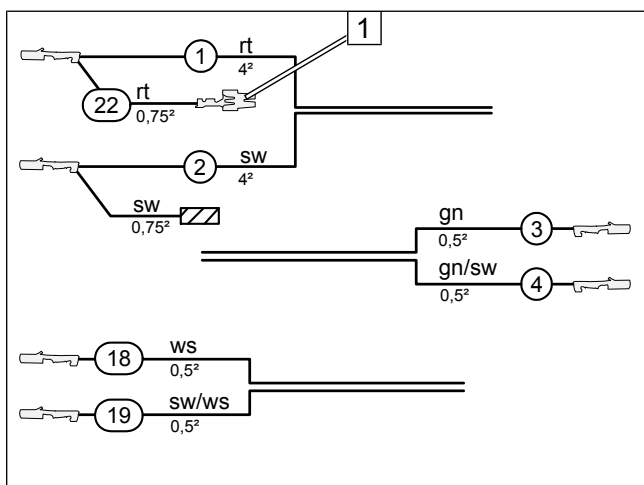 1
1 rt
4²
22 rt
0,75²
2 sw
4²
sw
0,75²
gn 3
0,5²
gn/sw 4
0,5²
18 ws
0,5²
19 sw/ws
0,5²